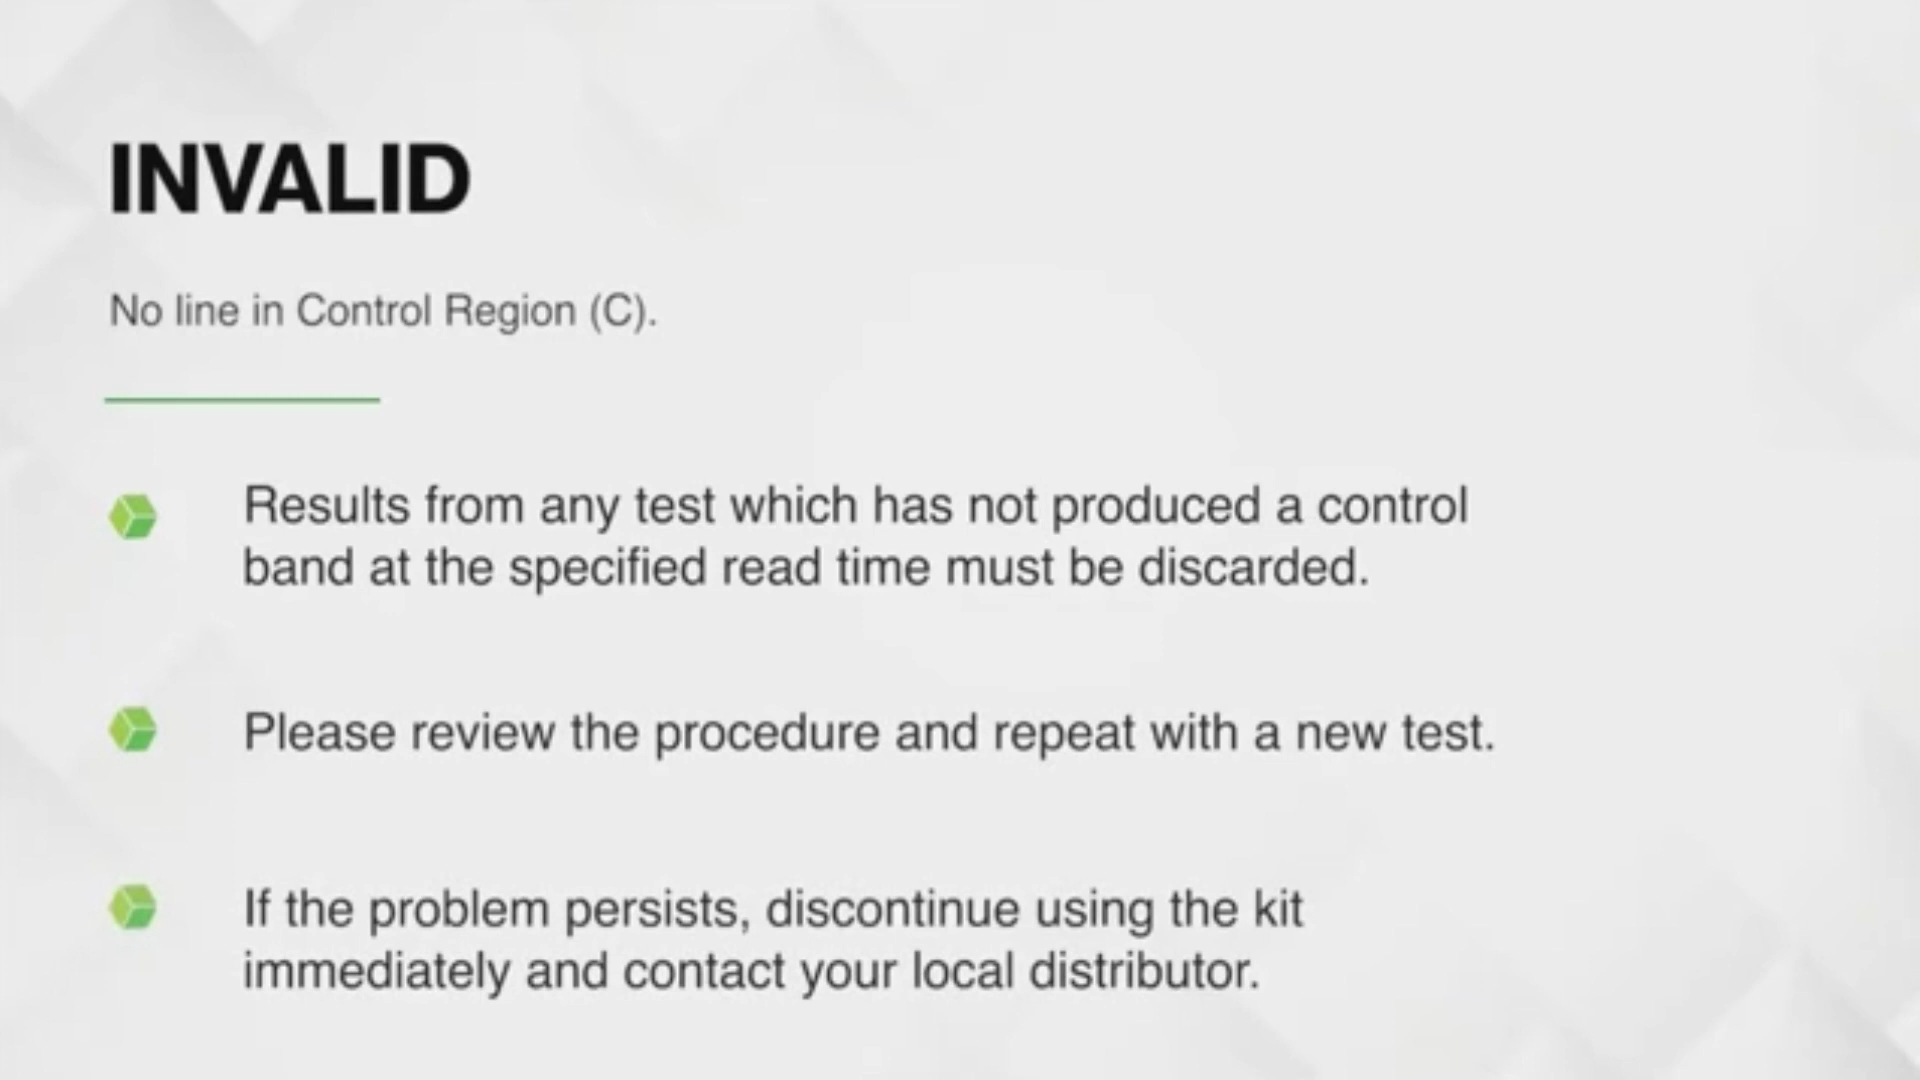 INVALID
No line in Control Region (C).
Results from any test which has not produced a control
band at the specified read time must be discarded.
Please review the procedure and repeat with a new test.
If the problem persists, discontinue using the kit
immediately and contact your local distributor.